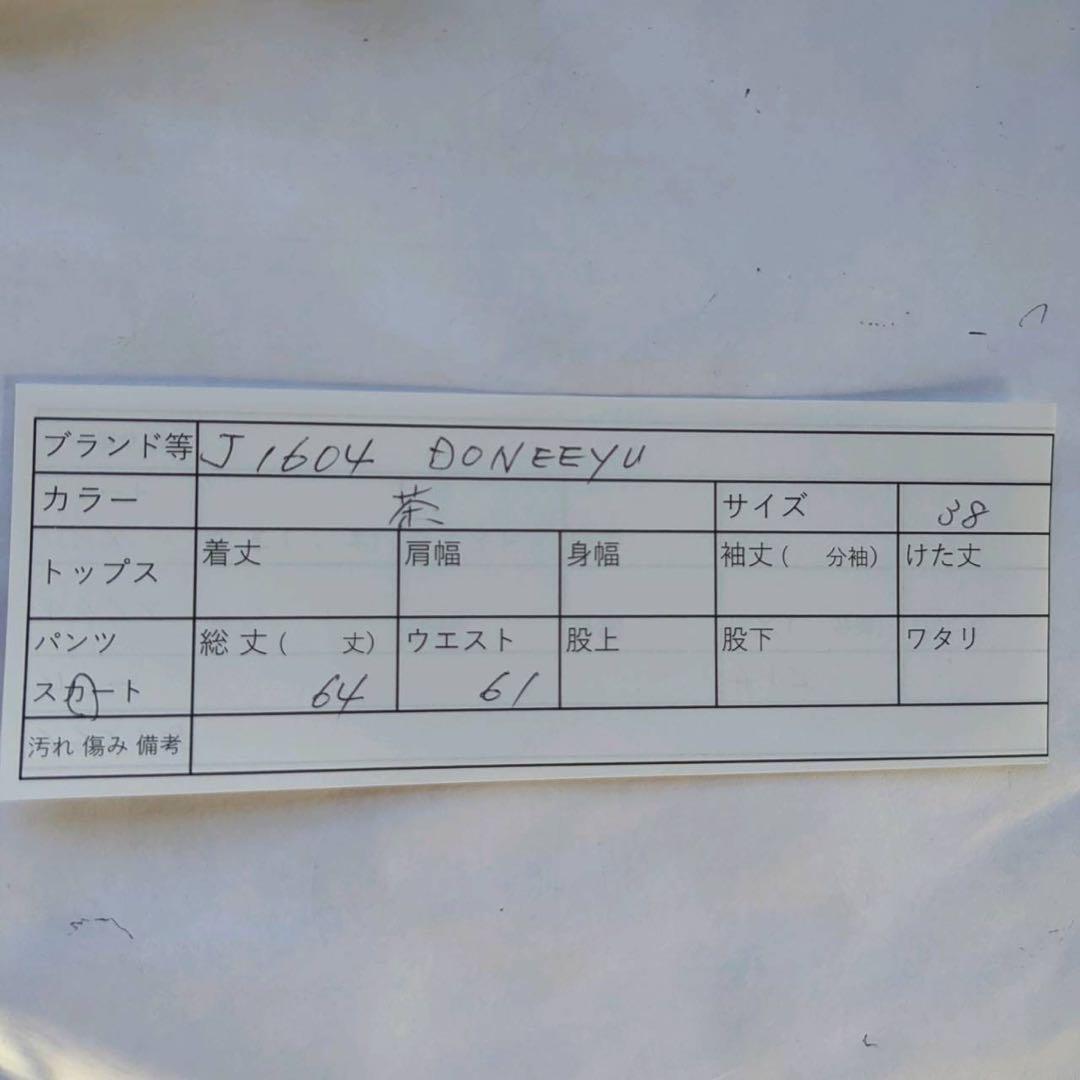 ブランド等 J1604 DONEEYU
カラー 茶 サイズ 38
トップス 着丈 肩幅 身幅 袖丈( 分袖) けた丈
パンツ 総丈( 丈) ウエスト 股上 股下 ワタリ
スカート 64 61
汚れ 傷み 備考